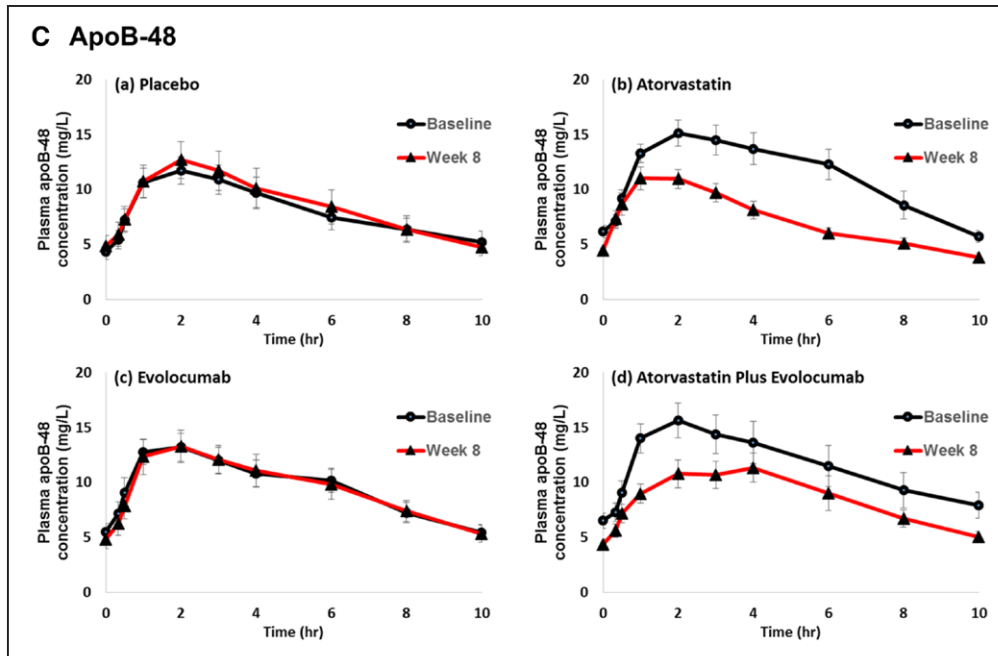 C ApoB-48
(a) Placebo
Plasma apoB-48
concentration (mg/L)
20
15
10
5
0
0 2 4 6 8 10
Time (hr)
Baseline
Week 8
(b) Atorvastatin
Plasma apoB-48
concentration (mg/L)
20
15
10
5
0
0 2 4 6 8 10
Time (hr)
Baseline
Week 8
(c) Evolocumab
Plasma apoB-48
concentration (mg/L)
20
15
10
5
0
0 2 4 6 8 10
Time (hr)
Baseline
Week 8
(d) Atorvastatin Plus Evolocumab
Plasma apoB-48
concentration (mg/L)
20
15
10
5
0
0 2 4 6 8 10
Time (hr)
Baseline
Week 8